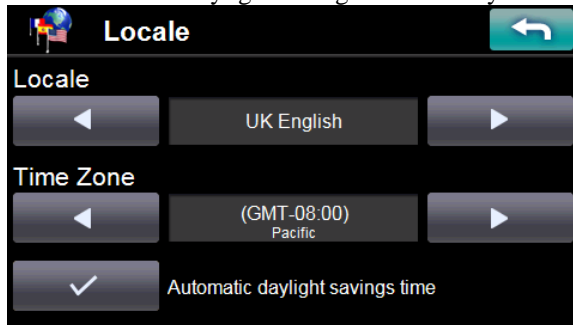 Locale
Locale
UK English
Time Zone
(GMT-08:00)
Pacific
Automatic daylight savings time